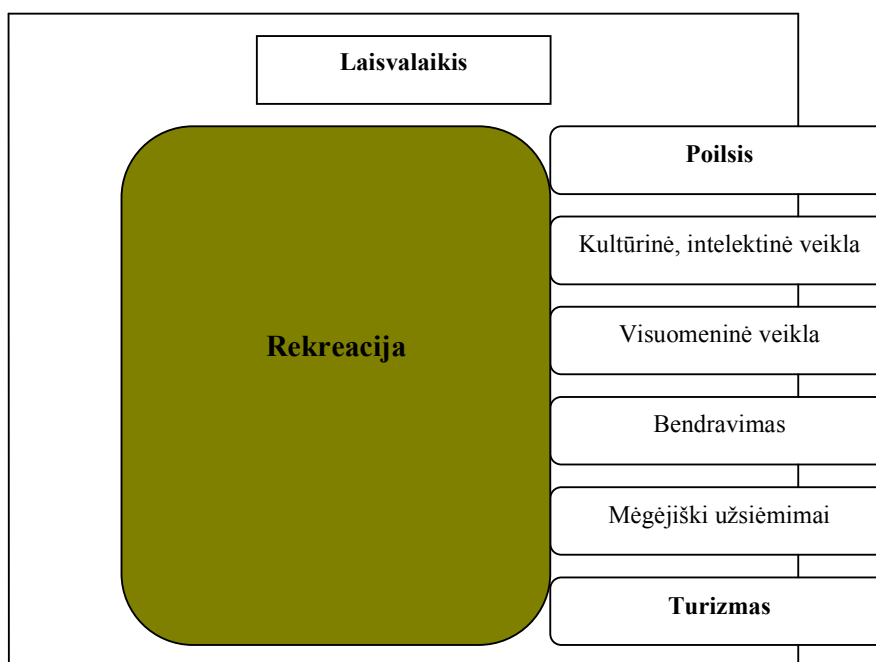 Laisvalaikis
Poilsis
Kultūrinė, intelektinė veikla
Visuomeninė veikla
Rekreacija
Bendravimas
Mėgėjiški užsiėmimai
Turizmas